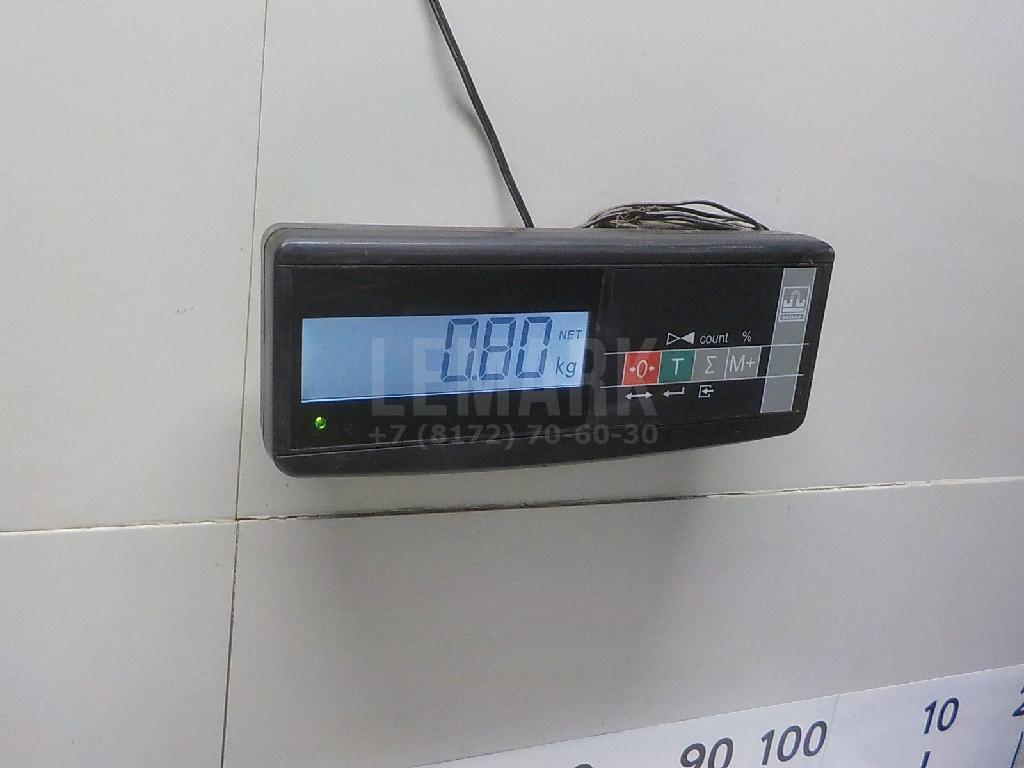 0.80 NET
kg
count %
→0← T Σ M+
LEMARK
+7 (8172) 70-60-30
10
90 100